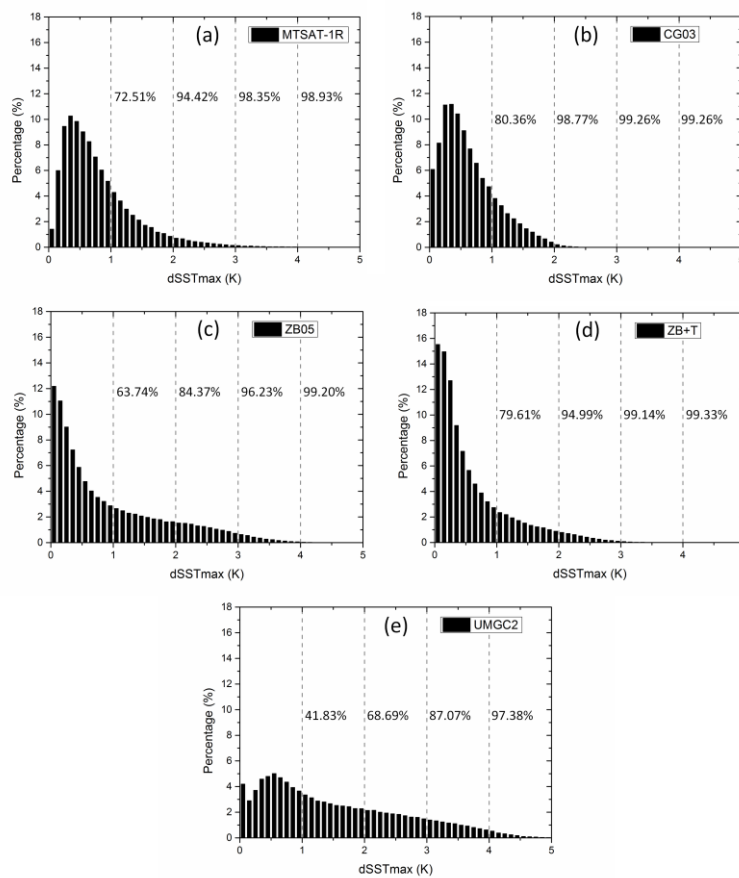 (a)
MTSAT-1R
18
16
14
12
10
8
6
4
2
0
Percentage (%)
72.51% 94.42% 98.35% 98.93%
0 1 2 3 4 5
dSSTmax (K)
(b)
CG03
18
16
14
12
10
8
6
4
2
0
Percentage (%)
80.36% 98.77% 99.26% 99.26%
0 1 2 3 4 5
dSSTmax (K)
(c)
ZB05
18
16
14
12
10
8
6
4
2
0
Percentage (%)
63.74% 84.37% 96.23% 99.20%
0 1 2 3 4 5
dSSTmax (K)
(d)
ZB+T
18
16
14
12
10
8
6
4
2
0
Percentage (%)
79.61% 94.99% 99.14% 99.33%
0 1 2 3 4
dSSTmax (K)
(e)
UMGC2
18
16
14
12
10
8
6
4
2
0
Percentage (%)
41.83% 68.69% 87.07% 97.38%
0 1 2 3 4 5
dSSTmax (K)